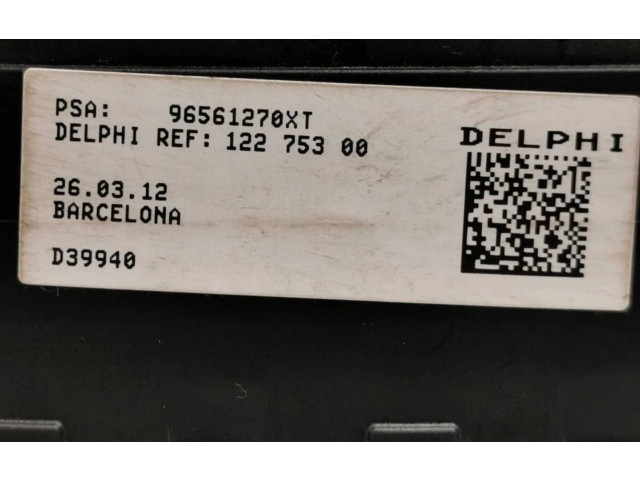 PSA: 96561270XT
DELPHI REF: 122 753 00
DELPHI
26.03.12
BARCELONA
D39940